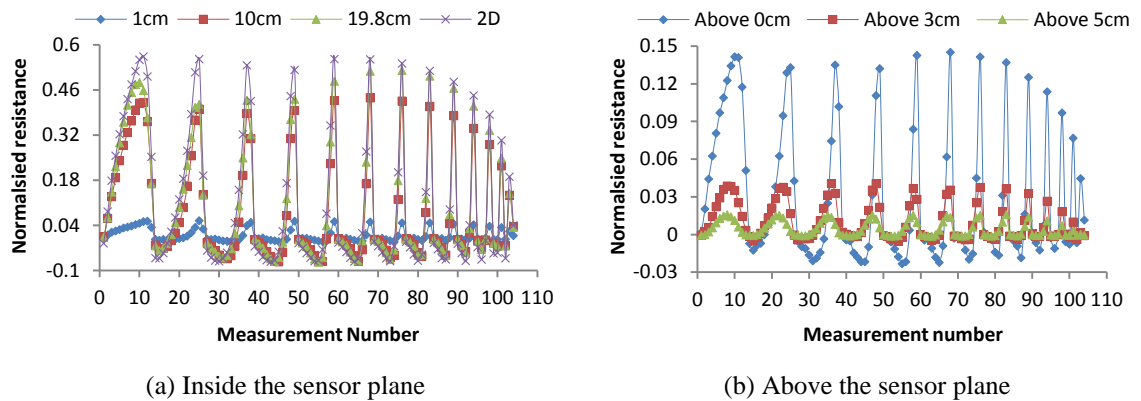 1cm 10cm 19.8cm 2D
0.6
0.46
0.32
0.18
0.04
-0.1
Normalsied resistance
0 10 20 30 40 50 60 70 80 90 100 110
Measurement Number
(a) Inside the sensor plane
Above 0cm Above 3cm Above 5cm
0.15
0.12
0.09
0.06
0.03
0
-0.03
Normalsied resistance
0 10 20 30 40 50 60 70 80 90 100 110
Measurement number
(b) Above the sensor plane